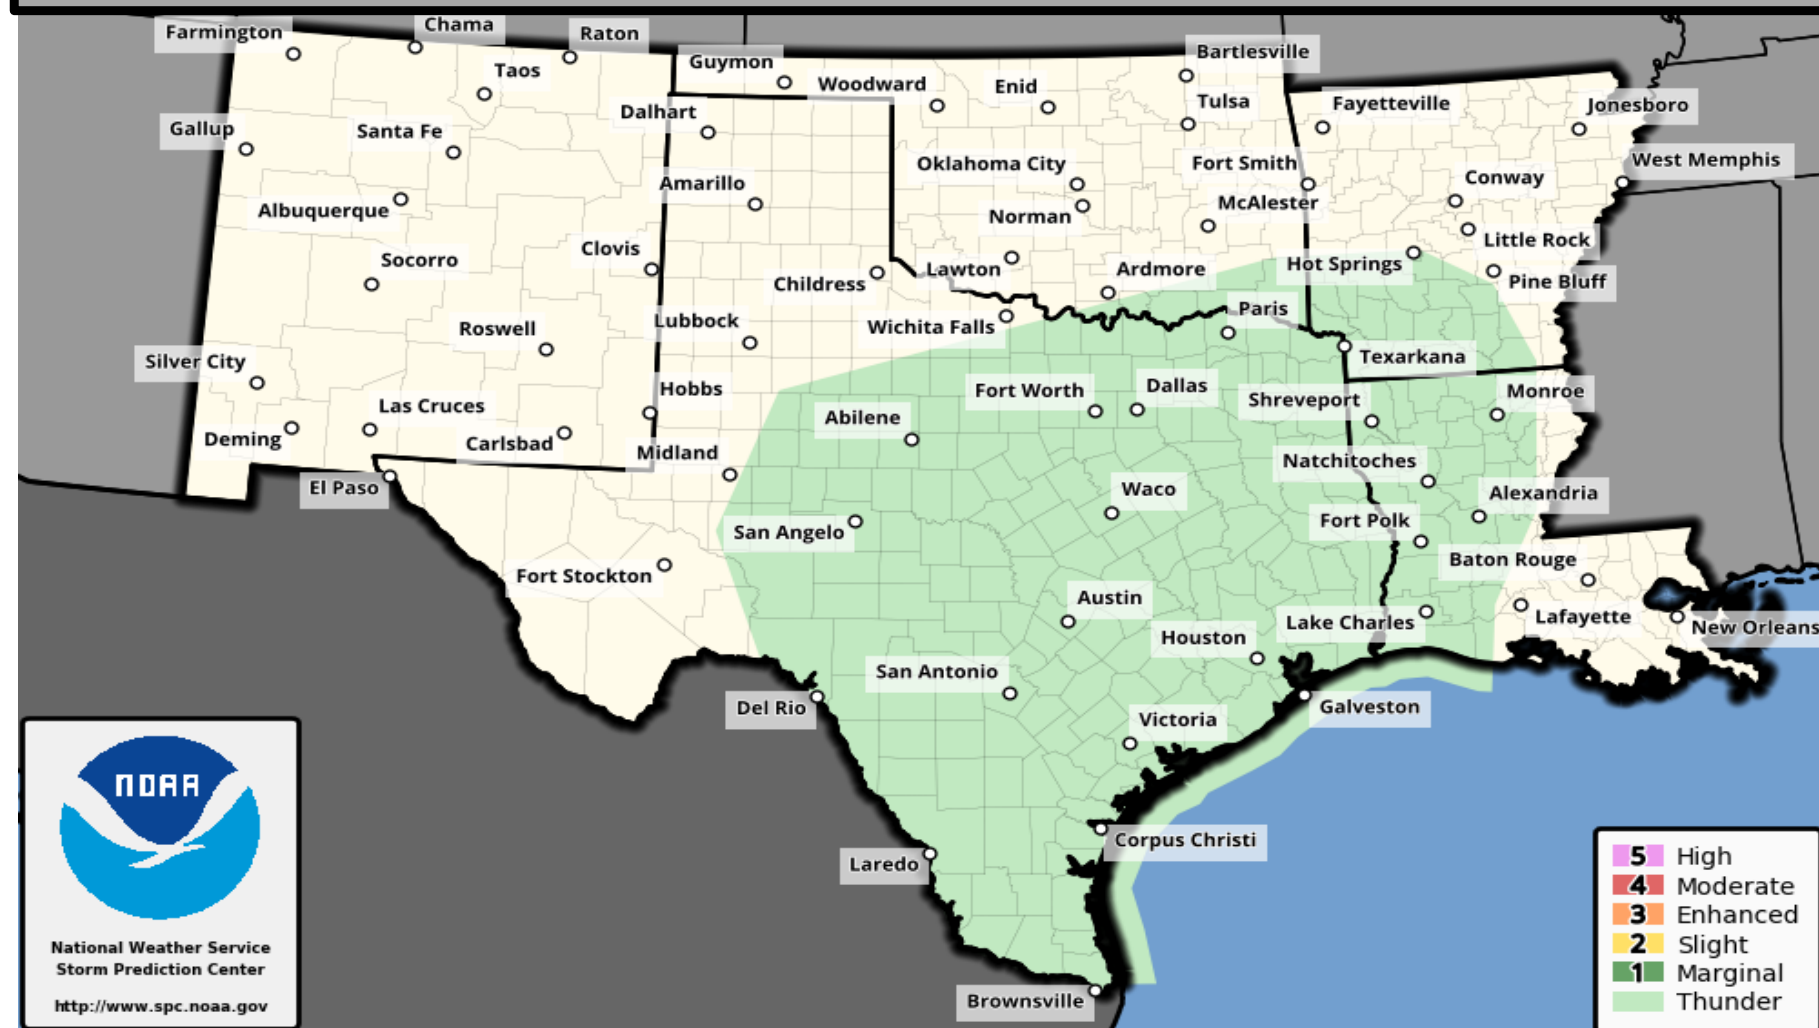 Farmington
Chama
Raton
Taos
Guymon
Woodward
Enid
Bartlesville
Tulsa
Fayetteville
Jonesboro
Gallup
Santa Fe
Dalhart
Oklahoma City
Fort Smith
Conway
West Memphis
Albuquerque
Amarillo
Norman
McAlester
Little Rock
Socorro
Clovis
Childress
Lawton
Ardmore
Hot Springs
Pine Bluff
Roswell
Lubbock
Wichita Falls
Paris
Texarkana
Silver City
Las Cruces
Hobbs
Fort Worth
Dallas
Shreveport
Monroe
Deming
Carlsbad
Midland
Abilene
Natchitoches
El Paso
Waco
Alexandria
San Angelo
Fort Polk
Fort Stockton
Baton Rouge
Austin
Houston
Lake Charles
Lafayette
New Orleans
San Antonio
Del Rio
Victoria
Galveston
Corpus Christi
Laredo
Brownsville
NOAA
National Weather Service
Storm Prediction Center
http://www.spc.noaa.gov
5 High
4 Moderate
3 Enhanced
2 Slight
1 Marginal
Thunder